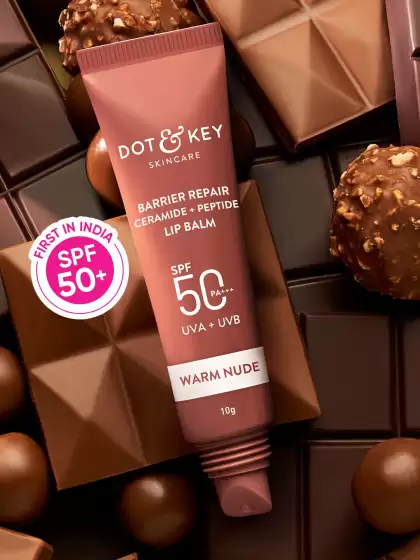 DOT & KEY
SKINCARE
BARRIER REPAIR
CERAMIDE + PEPTIDE
LIP BALM
SPF
50 PA+++
UVA + UVB
WARM NUDE
10g
FIRST IN INDIA
SPF
50+